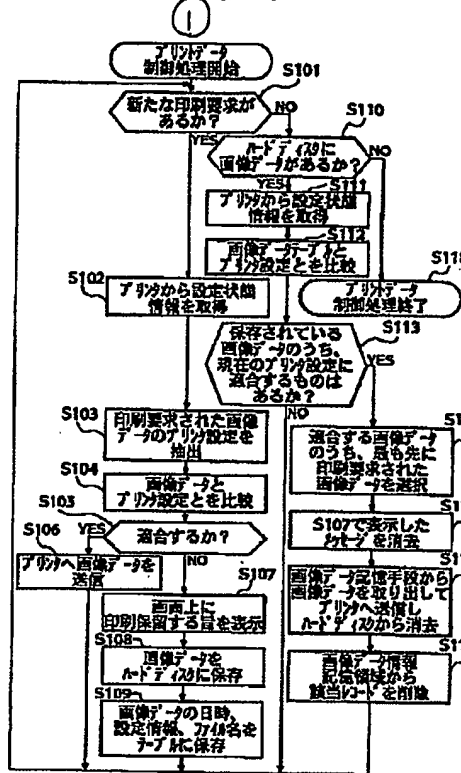 プリントデータ
制御処理開始
S101
新たな印刷要求が
あるか?
NO
YES
S110
ハードディスクに
画像データがあるか?
NO
YES
S111
プリンタから設定状態
情報を取得
S112
画像データテーブルと
プリンタ設定とを比較
S102
プリンタから設定状態
情報を取得
プリントデータ
制御処理終了
S113
保存されている
画像データのうち、
現在のプリンタ設定に
適合するものは
あるか?
YES
NO
S103
印刷要求された画像
データのプリンタ設定を
抽出
S104
画像データと
プリンタ設定とを比較
S105
適合するか?
YES
NO
S106
プリンタへ画像データを
送信
S107
画面上に
印刷保留する旨を表示
S108
画像データを
ハードディスクに保存
S109
画像データの日時、
設定情報、ファイル名を
テーブルに保存
適合する画像データ
のうち、最も先に
印刷要求された
画像データを選択
S107で表示した
メッセージを消去
画像データ記憶手段から
画像データを取り出して
プリンタへ送信し
ハードディスクから消去
画像データ情報
記憶領域から
該当レコードを削除